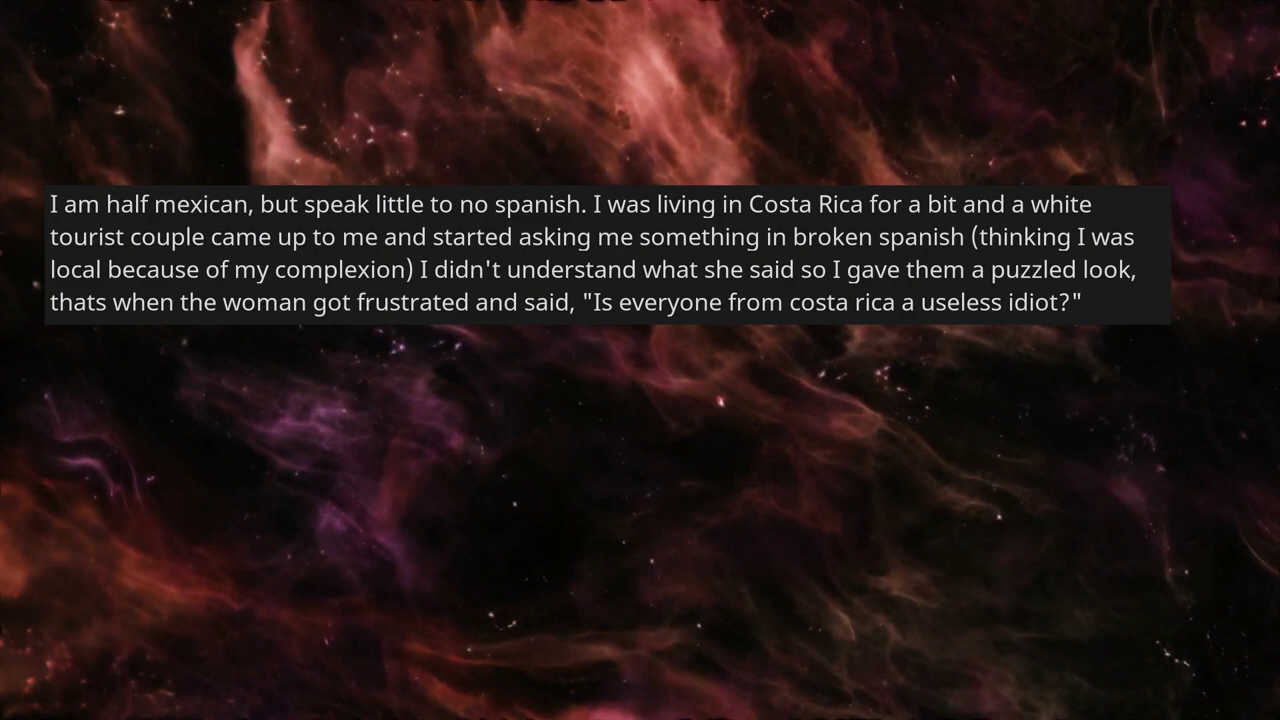 I am half mexican, but speak little to no spanish. I was living in Costa Rica for a bit and a white
tourist couple came up to me and started asking me something in broken spanish (thinking I was
local because of my complexion) I didn't understand what she said so I gave them a puzzled look,
thats when the woman got frustrated and said, "Is everyone from costa rica a useless idiot?"